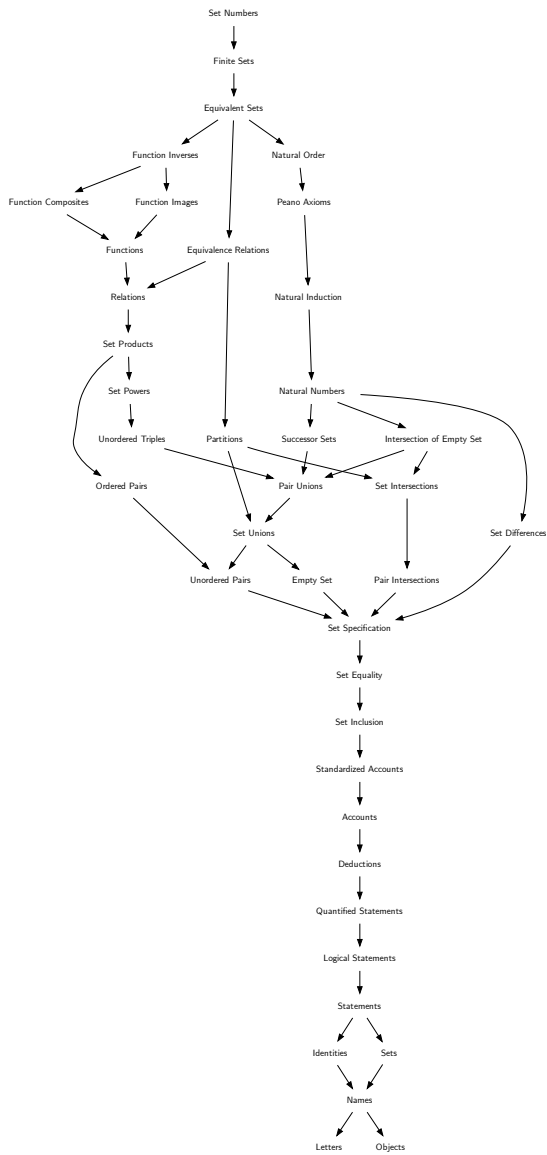 Set Numbers
Finite Sets
Equivalent Sets
Function Inverses
Natural Order
Function Composites
Function Images
Peano Axioms
Functions
Equivalence Relations
Relations
Natural Induction
Set Products
Set Powers
Natural Numbers
Unordered Triples
Partitions
Successor Sets
Intersection of Empty Set
Ordered Pairs
Pair Unions
Set Intersections
Set Unions
Set Differences
Unordered Pairs
Empty Set
Pair Intersections
Set Specification
Set Equality
Set Inclusion
Standardized Accounts
Accounts
Deductions
Quantified Statements
Logical Statements
Statements
Identities
Sets
Names
Letters
Objects